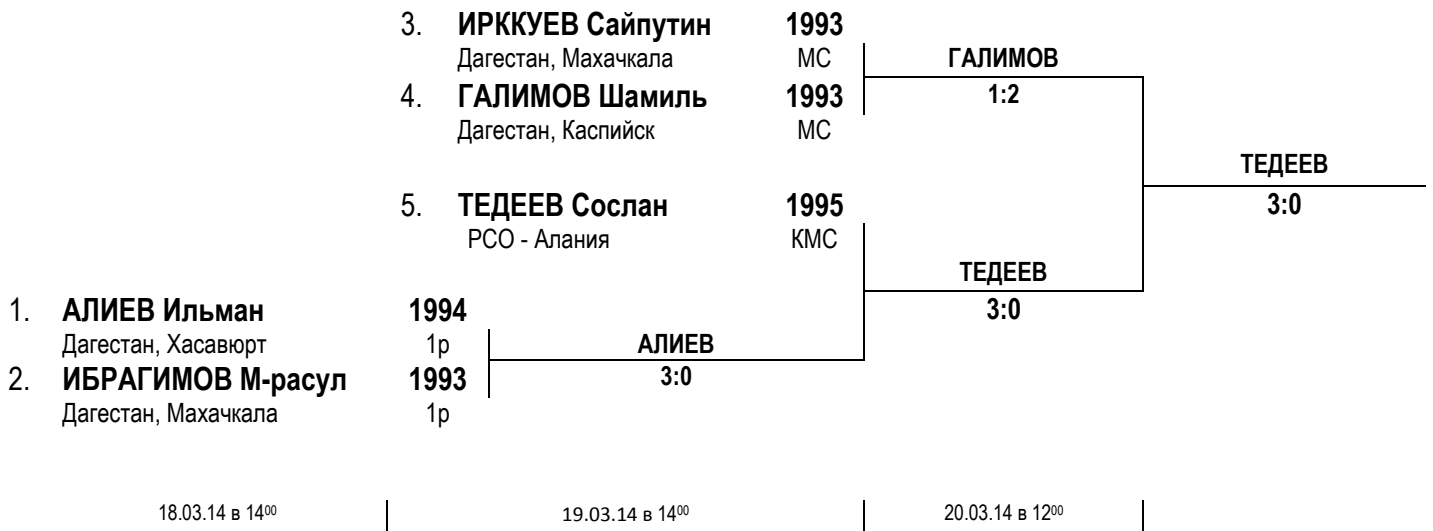 3. ИРККУЕВ Сайпутин 1993
Дагестан, Махачкала МС
ГАЛИМОВ
1:2
4. ГАЛИМОВ Шамиль 1993
Дагестан, Каспийск МС
ТЕДЕЕВ
3:0
5. ТЕДЕЕВ Сослан 1995
РСО - Алания КМС
ТЕДЕЕВ
3:0
1. АЛИЕВ Ильман 1994
Дагестан, Хасавюрт 1р
АЛИЕВ
3:0
2. ИБРАГИМОВ М-расул 1993
Дагестан, Махачкала 1р
18.03.14 в 14⁰⁰ 19.03.14 в 14⁰⁰ 20.03.14 в 12⁰⁰